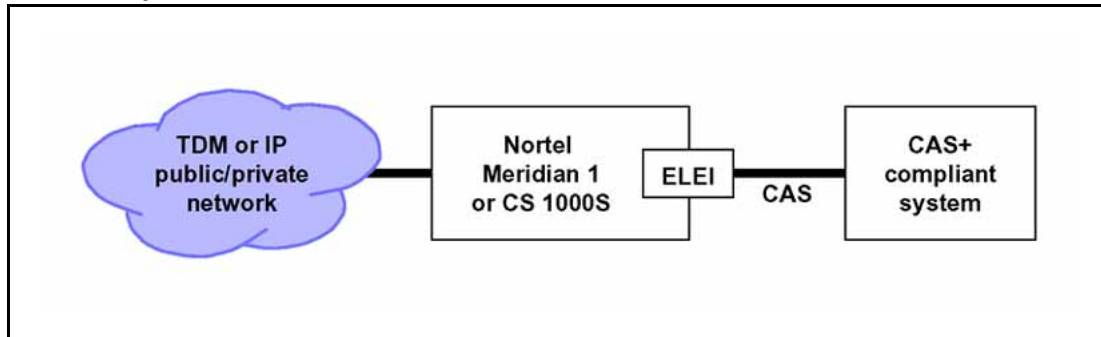 TDM or IP
public/private
network
Nortel
Meridian 1
or CS 1000S
ELEI
CAS
CAS+
compliant
system